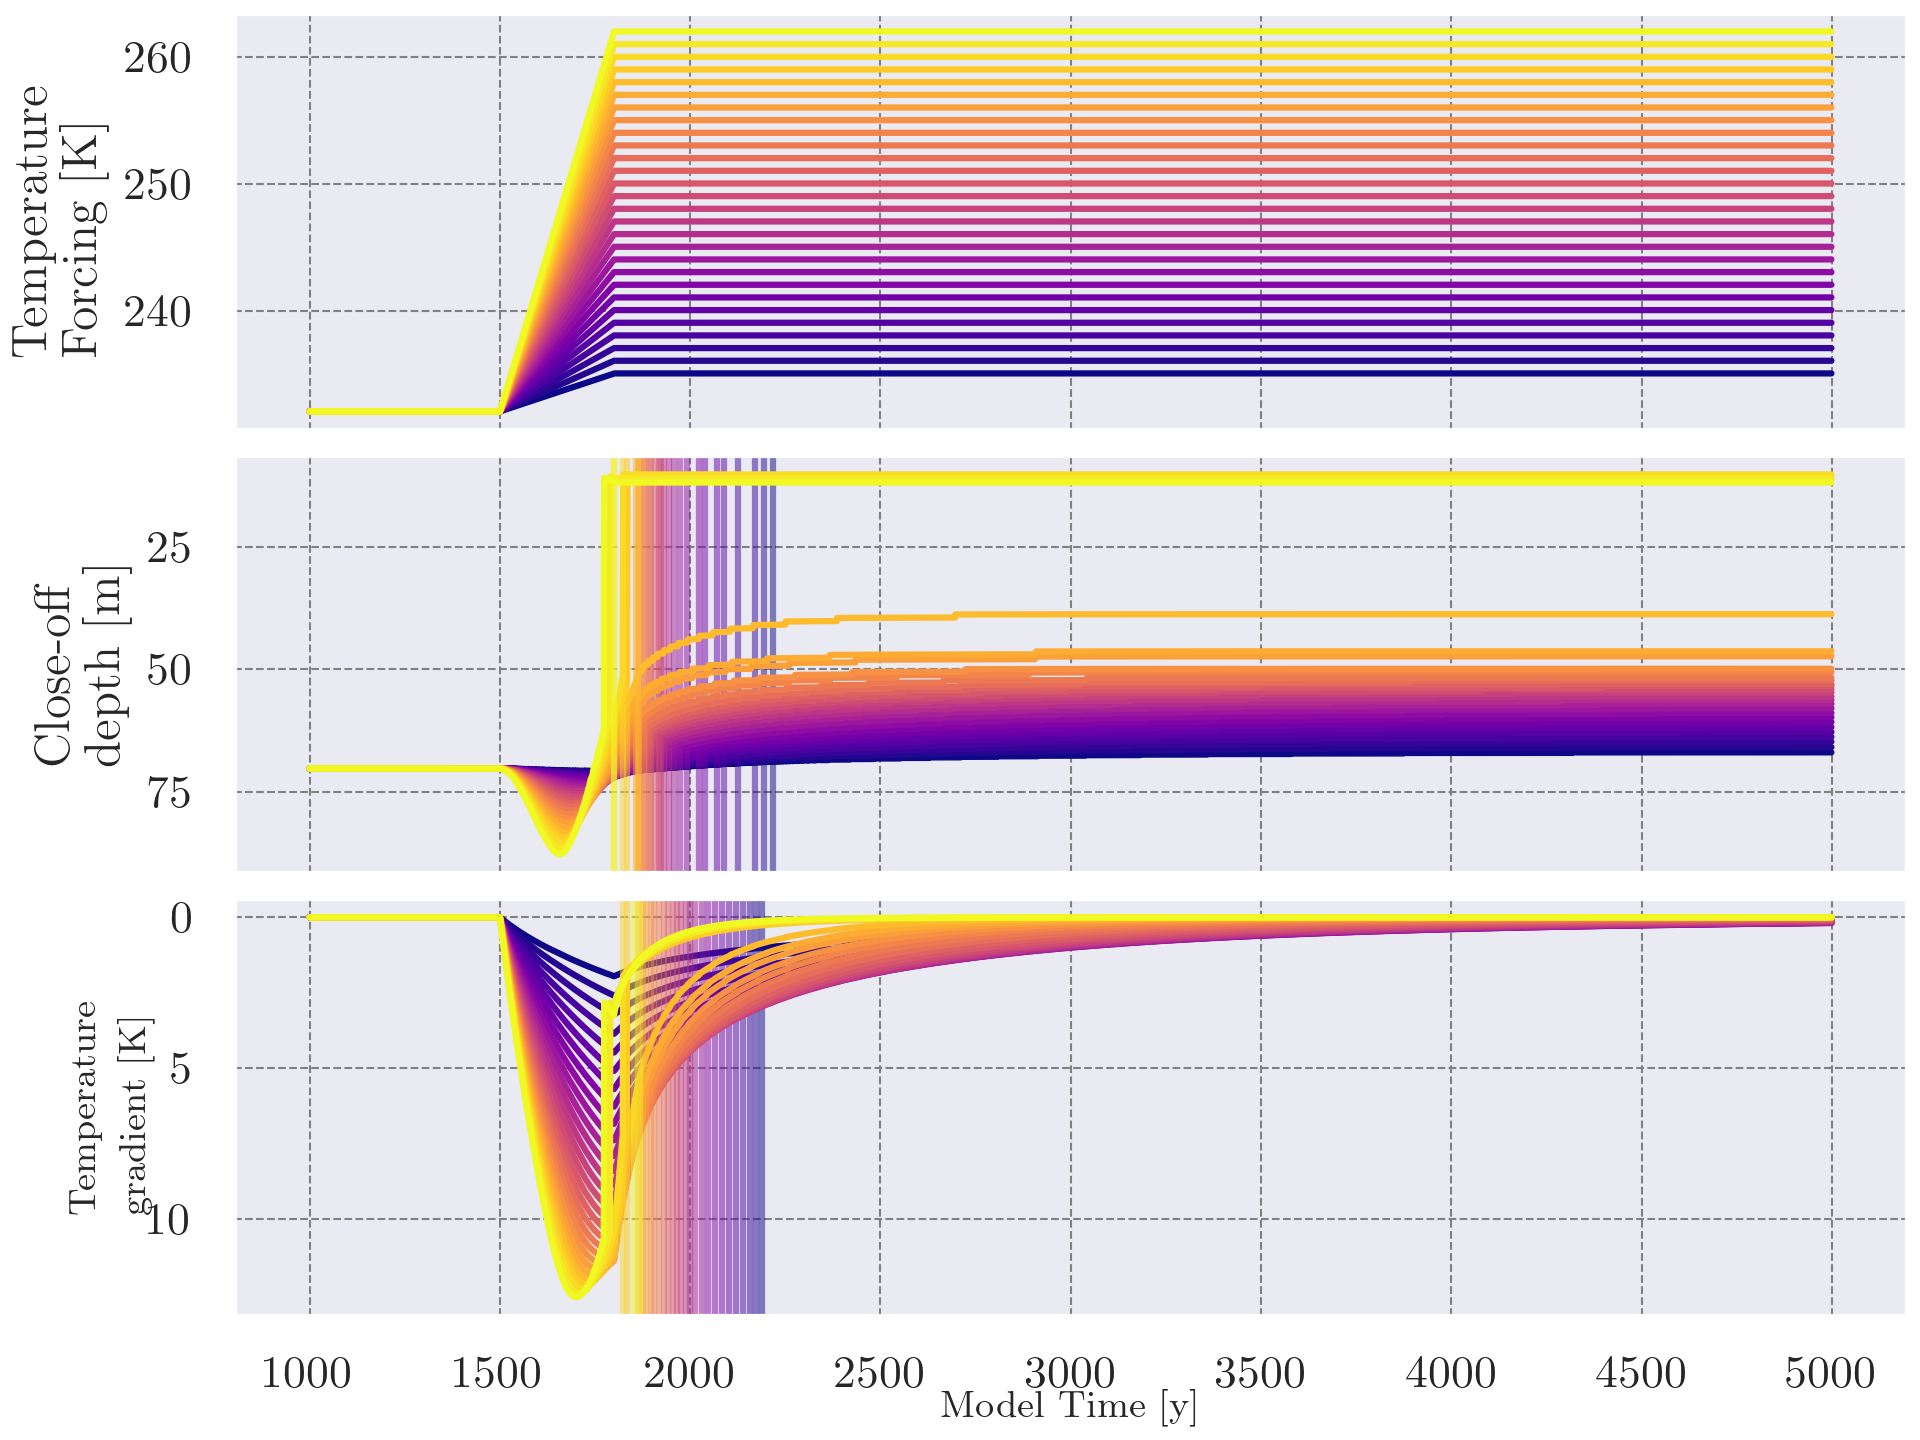 Temperature
Forcing [K]
260
250
240
Close-off
depth [m]
25
50
75
Temperature
gradient [K]
0
5
10
1000 1500 2000 2500 3000 3500 4000 4500 5000
Model Time [y]